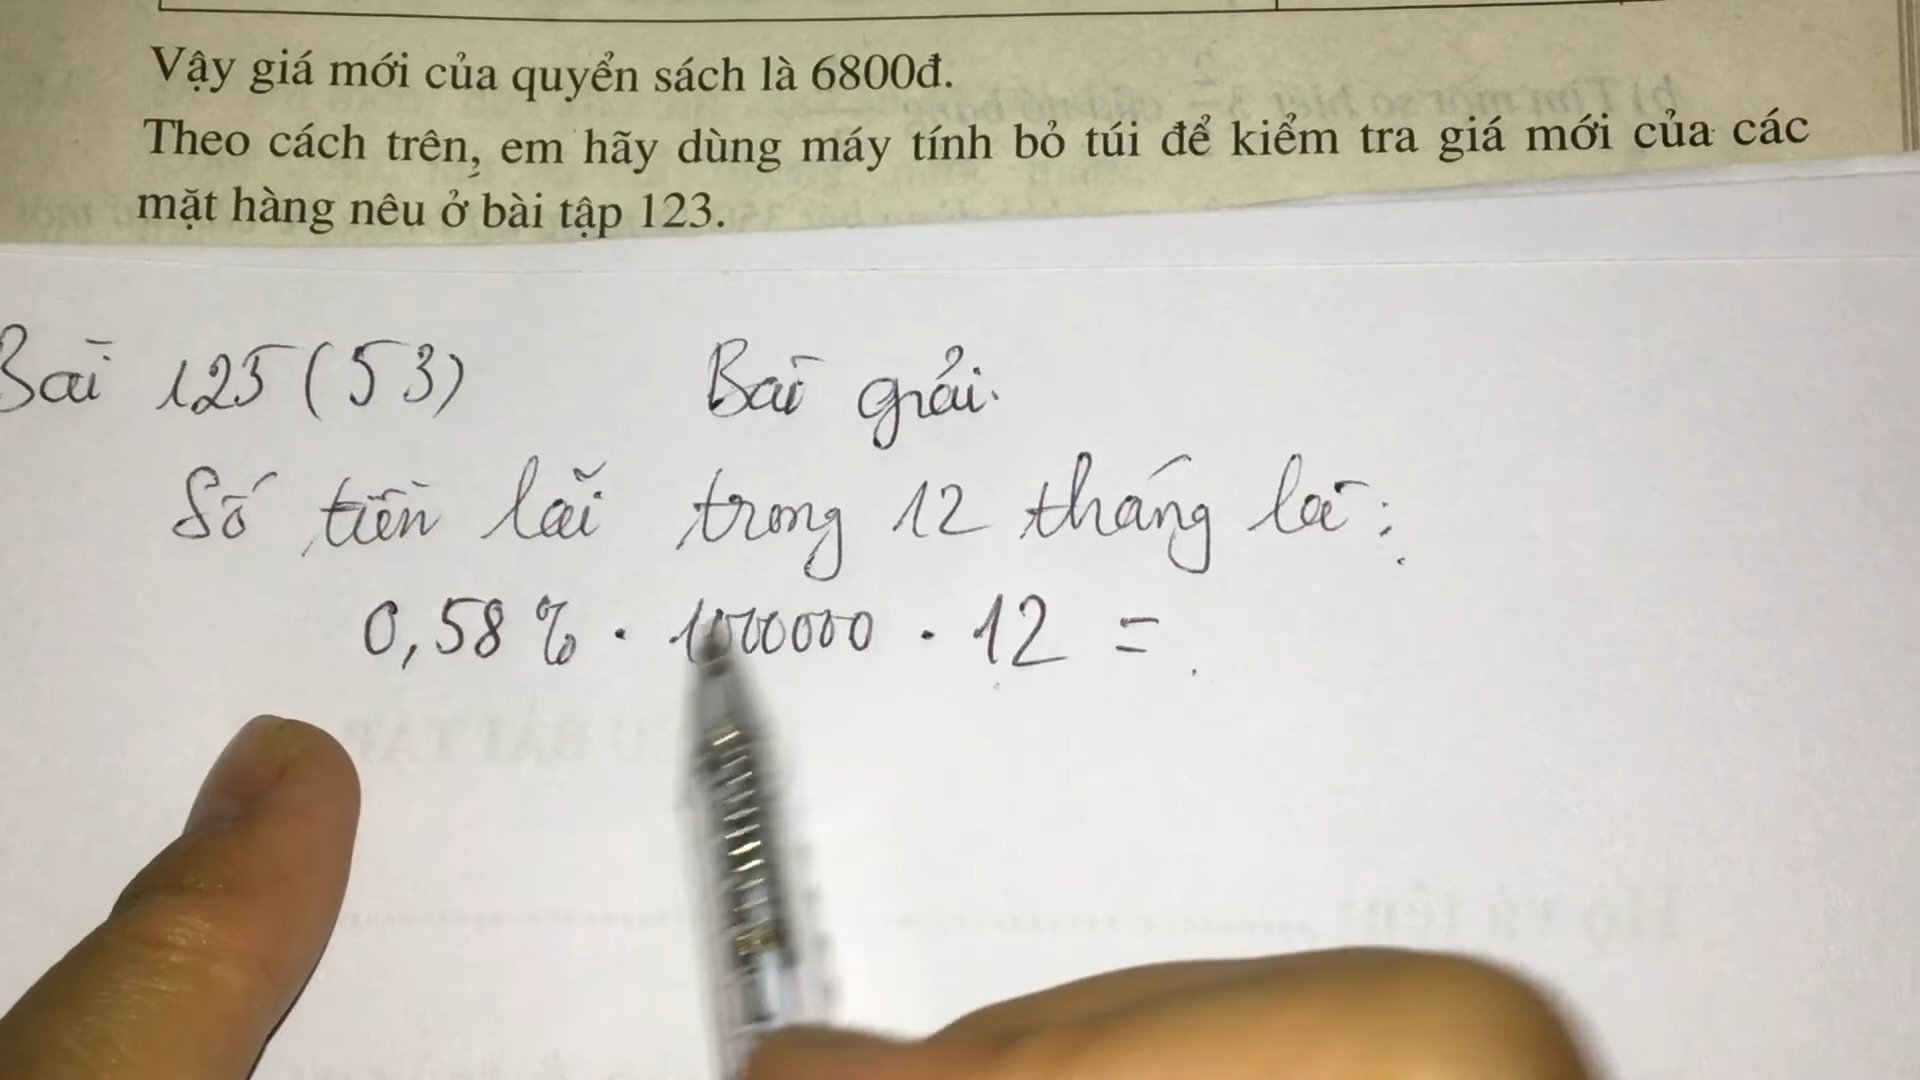 Vậy giá mới của quyển sách là 6800đ.
Theo cách trên, em hãy dùng máy tính bỏ túi để kiểm tra giá mới của các
mặt hàng nêu ở bài tập 123.
Bài 125 (53) Bài giải.
Số tiền lãi trong 12 tháng là:
0,58 % . 1000000 . 12 =